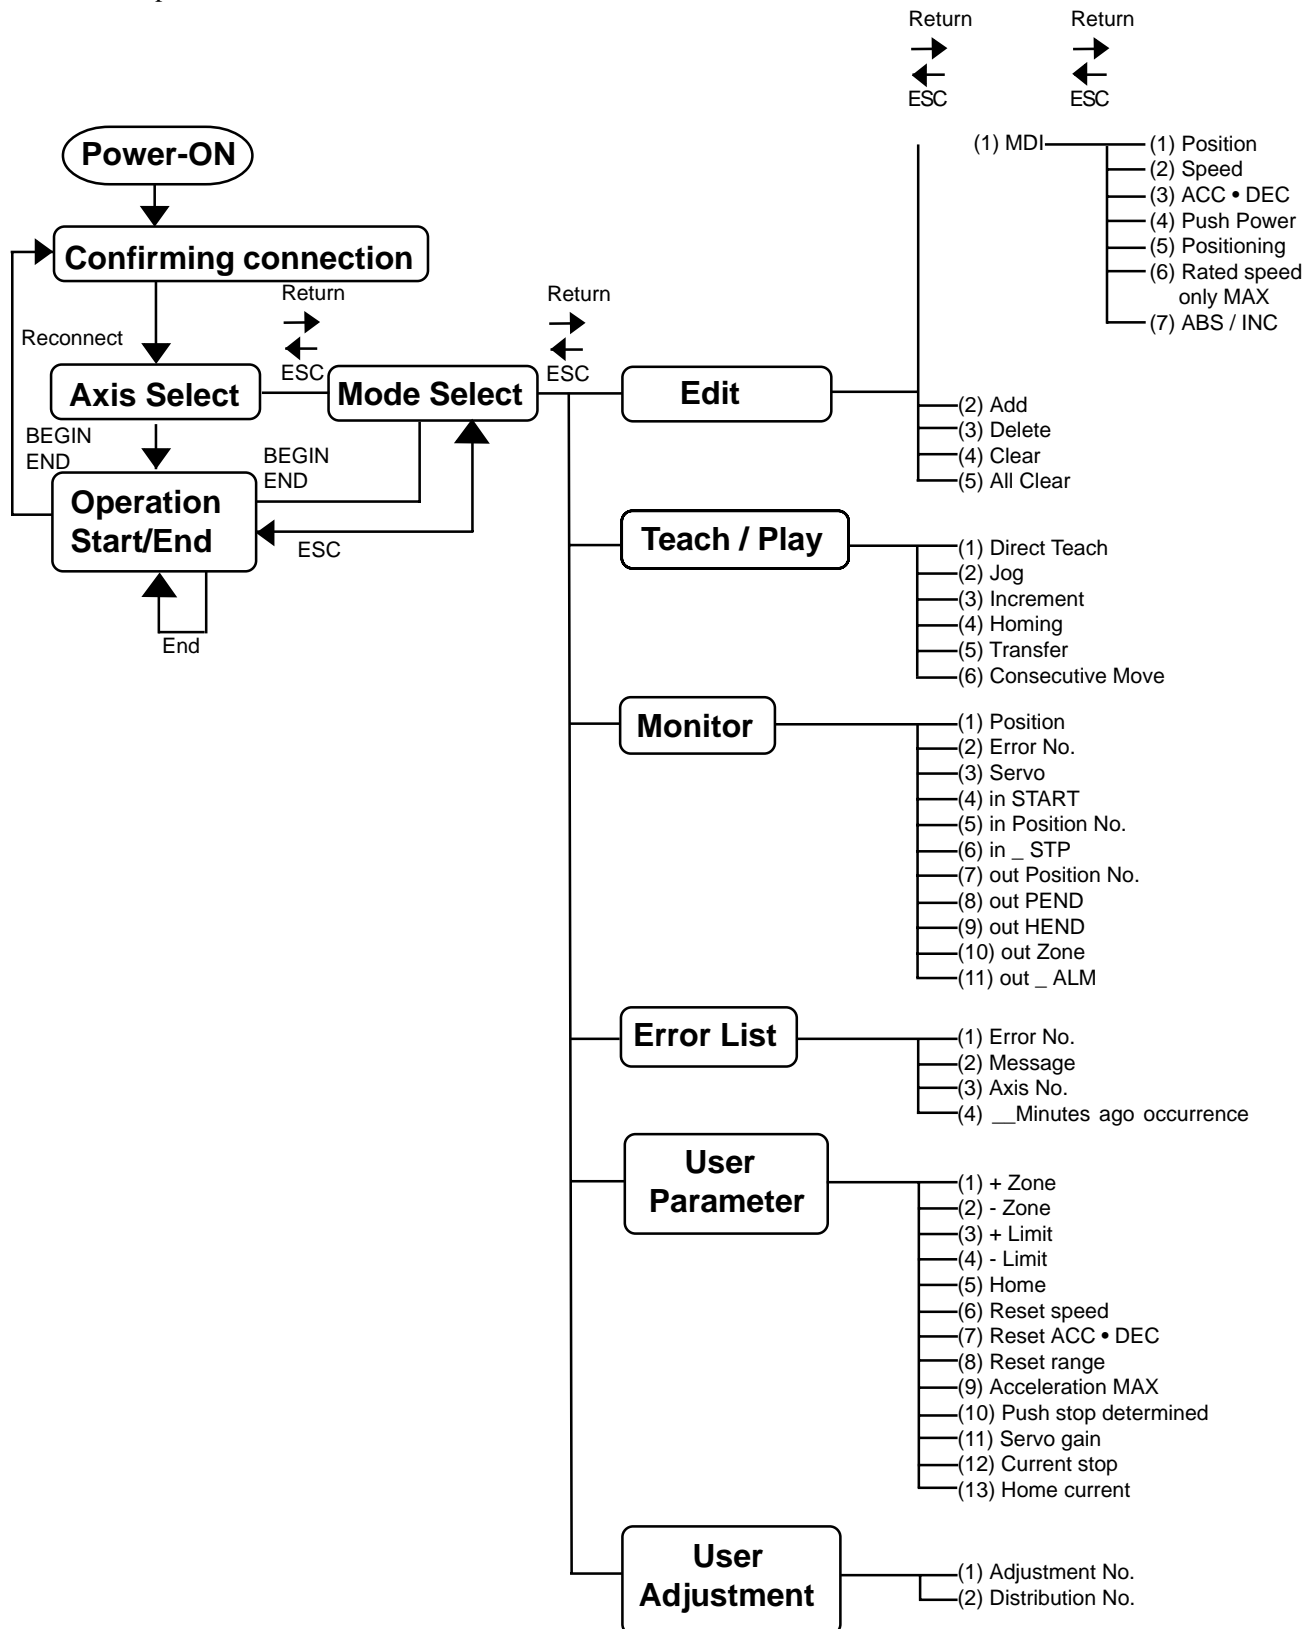 Return
Return
ESC
ESC
Power-ON
(1) MDI
(1) Position
(2) Speed
(3) ACC • DEC
(4) Push Power
(5) Positioning
(6) Rated speed
only MAX
(7) ABS / INC
Confirming connection
Return
Return
Reconnect
ESC
ESC
Axis Select
Mode Select
Edit
(2) Add
(3) Delete
(4) Clear
(5) All Clear
BEGIN
END
BEGIN
END
Operation
Start/End
ESC
End
Teach / Play
(1) Direct Teach
(2) Jog
(3) Increment
(4) Homing
(5) Transfer
(6) Consecutive Move
Monitor
(1) Position
(2) Error No.
(3) Servo
(4) in START
(5) in Position No.
(6) in _ STP
(7) out Position No.
(8) out PEND
(9) out HEND
(10) out Zone
(11) out _ ALM
Error List
(1) Error No.
(2) Message
(3) Axis No.
(4) __Minutes ago occurrence
User
Parameter
(1) + Zone
(2) - Zone
(3) + Limit
(4) - Limit
(5) Home
(6) Reset speed
(7) Reset ACC • DEC
(8) Reset range
(9) Acceleration MAX
(10) Push stop determined
(11) Servo gain
(12) Current stop
(13) Home current
User
Adjustment
(1) Adjustment No.
(2) Distribution No.